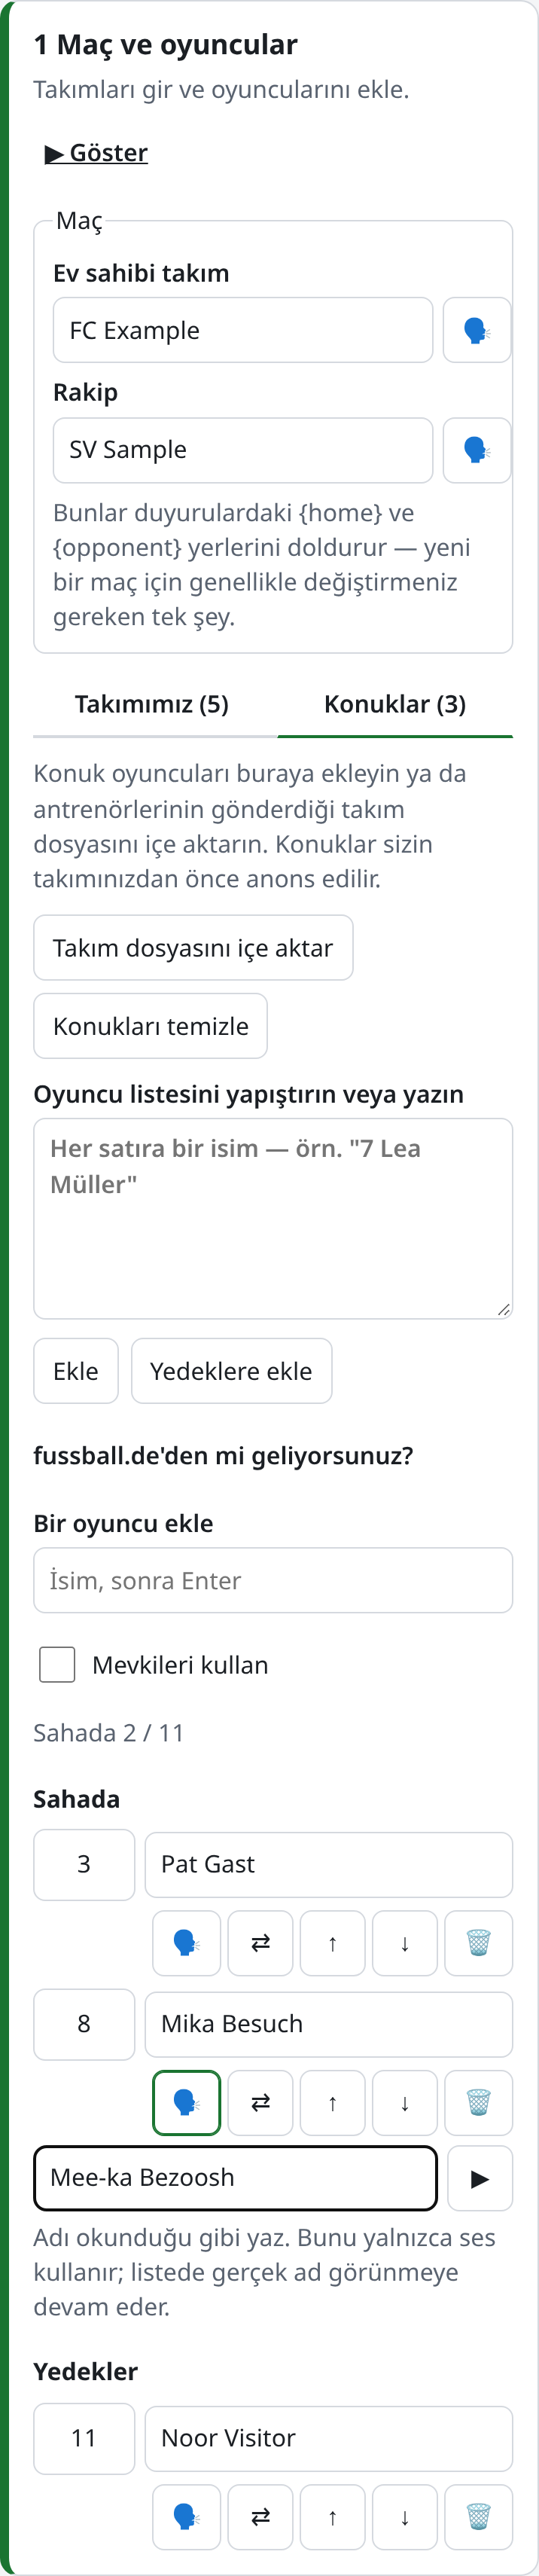 1 Maç ve oyuncular
Takımları gir ve oyuncularını ekle.
▶ Göster
Maç
Ev sahibi takım
FC Example
Rakip
SV Sample
Bunlar duyurulardaki {home} ve
{opponent} yerlerini doldurur — yeni
bir maç için genellikle değiştirmeniz
gereken tek şey.
Takımımız (5) Konuklar (3)
Konuk oyuncuları buraya ekleyin ya da
antrenörlerinin gönderdiği takım
dosyasını içe aktarın. Konuklar sizin
takımınızdan önce anons edilir.
Takım dosyasını içe aktar
Konukları temizle
Oyuncu listesini yapıştırın veya yazın
Her satıra bir isim — örn. "7 Lea
Müller"
Ekle Yedeklere ekle
fussball.de'den mi geliyorsunuz?
Bir oyuncu ekle
İsim, sonra Enter
Mevkileri kullan
Sahada 2 / 11
Sahada
3 Pat Gast
⇄ ↑ ↓
8 Mika Besuch
⇄ ↑ ↓
Mee-ka Bezoosh ▶
Adı okunduğu gibi yaz. Bunu yalnızca ses
kullanır; listede gerçek ad görünmeye
devam eder.
Yedekler
11 Noor Visitor
⇄ ↑ ↓